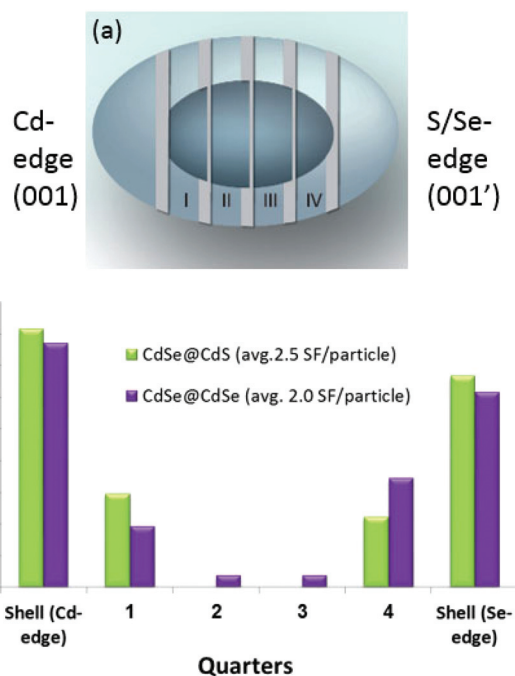 (a)
Cd-
edge
(001)
S/Se-
edge
(001')
I II III IV
CdSe@CdS (avg.2.5 SF/particle)
CdSe@CdSe (avg. 2.0 SF/particle)
Shell (Cd-
edge)
1 2 3 4
Shell (Se-
edge)
Quarters